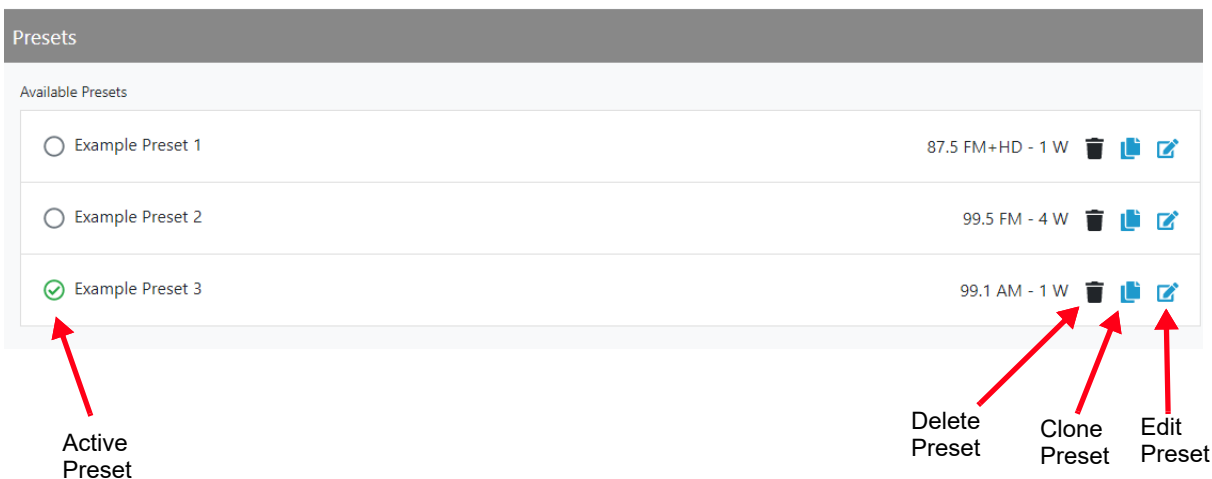 Presets
Available Presets
Example Preset 1 87.5 FM+HD - 1 W
Example Preset 2 99.5 FM - 4 W
Example Preset 3 99.1 AM - 1 W
Active
Preset
Delete
Preset
Clone
Preset
Edit
Preset